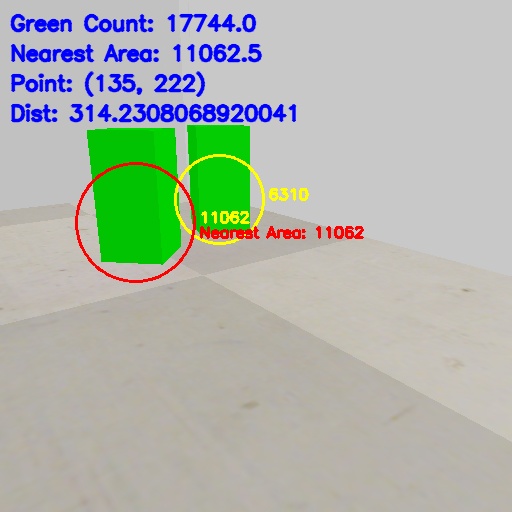 Green Count: 17744.0
Nearest Area: 11062.5
Point: (135, 222)
Dist: 314.2308068920041
6310
11062
Nearest Area: 11062